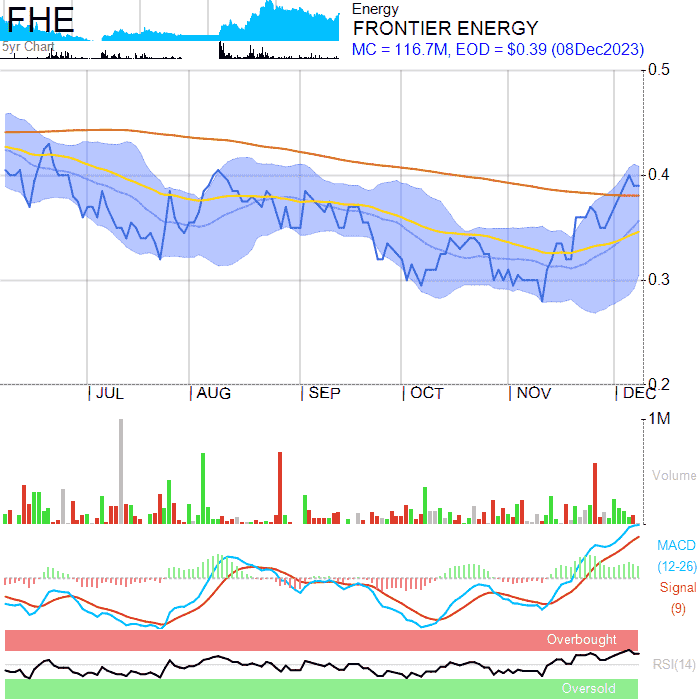 FHE
5yr Chart
Energy
FRONTIER ENERGY
MC = 116.7M, EOD = $0.39 (08Dec2023)
0.5
0.4
0.3
0.2
JUL AUG SEP OCT NOV DEC
1M
Volume
MACD
(12-26)
Signal
(9)
Overbought
RSI(14)
Oversold